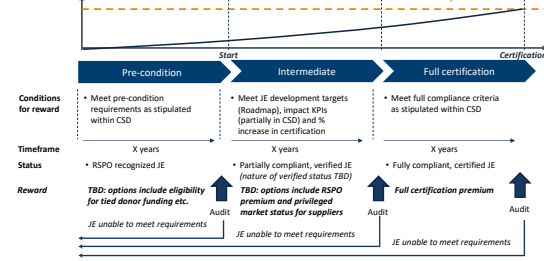 Start
Certification
Pre-condition
Intermediate
Full certification
Conditions
for reward
• Meet pre-condition
requirements as stipulated
within CSD
• Meet JE development targets
(Roadmap), impact KPIs
(partially in CSD) and %
increase in certification
• Meet full compliance criteria
as stipulated within CSD
Timeframe
X years
X years
X years
Status
• RSPO recognized JE
• Partially compliant, verified JE
(nature of verified status TBD)
• Fully compliant, certified JE
Reward
TBD: options include eligibility
for tied donor funding etc.
TBD: options include RSPO
premium and privileged
market status for suppliers
Full certification premium
Audit
Audit
Audit
JE unable to meet requirements
JE unable to meet requirements
JE unable to meet requirements